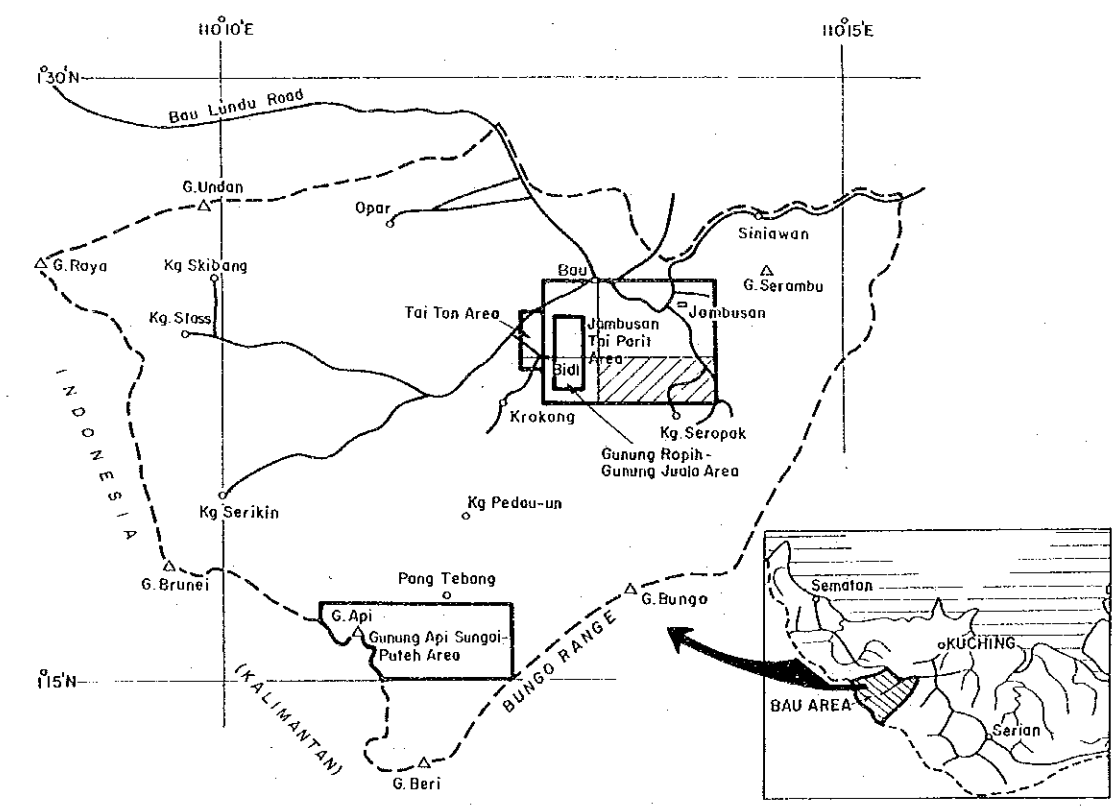 110°10'E
110°15'E
1°30'N
Bau Lundu Road
G.Undan
Opar
Siniawan
G.Raya
Kg Skibang
Bau
G.Serambu
Tai Ton Area
Jambusan
Kg. Stass
Jambusan
Tai Parit
Area
Bidi
INDONESIA
Krokong
Kg. Seropak
Gunung Ropih-
Gunung Juala Area
Kg Serikin
Kg Pedau-un
G. Brunei
Pang Tebang
G. Bungo
Sematan
G.Api
Gunung Api Sungai-
Puteh Area
BUNGO RANGE
KUCHING
1°15'N
(KALIMANTAN)
BAU AREA
Serian
G. Beri